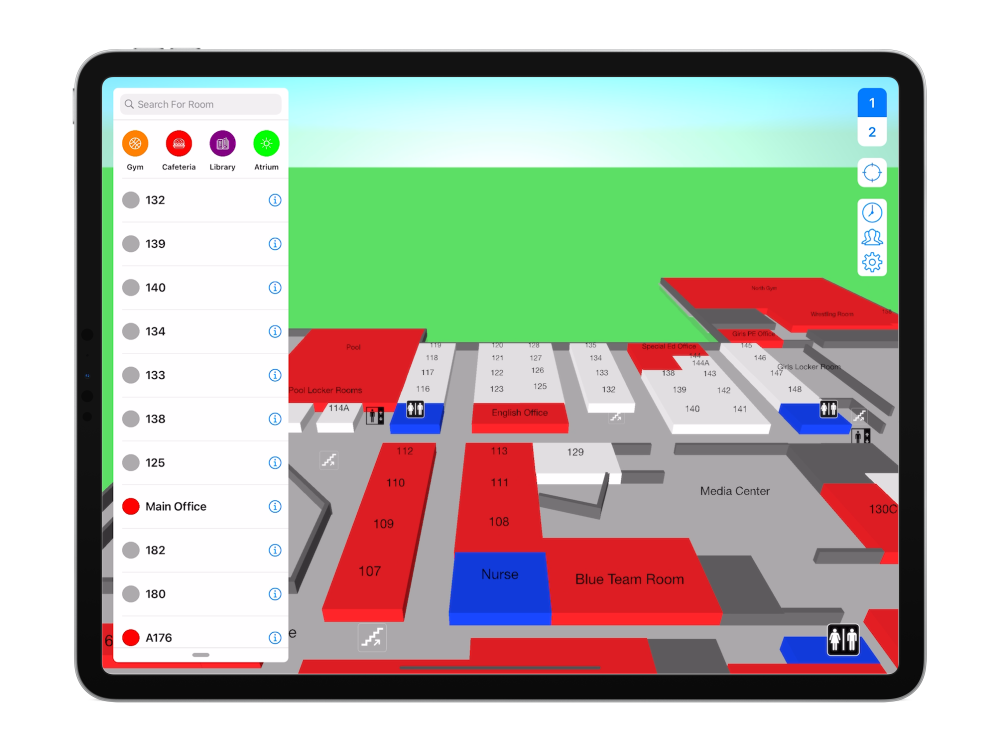 Search For Room
Gym
Cafeteria
Library
Atrium
132
139
140
134
133
138
125
Main Office
182
180
A176
1
2
North Gym
Wrestling Room
Girls PE Office
Pool
119
120
128
135
Special Ed Office
145
118
121
127
134
144
146
144A
Girls Locker Room
117
122
126
133
138
143
147
Pool Locker Rooms
116
123
125
132
139
142
148
114A
English Office
140
141
112
113
129
110
111
Media Center
109
108
130C
107
Nurse
Blue Team Room
6
e